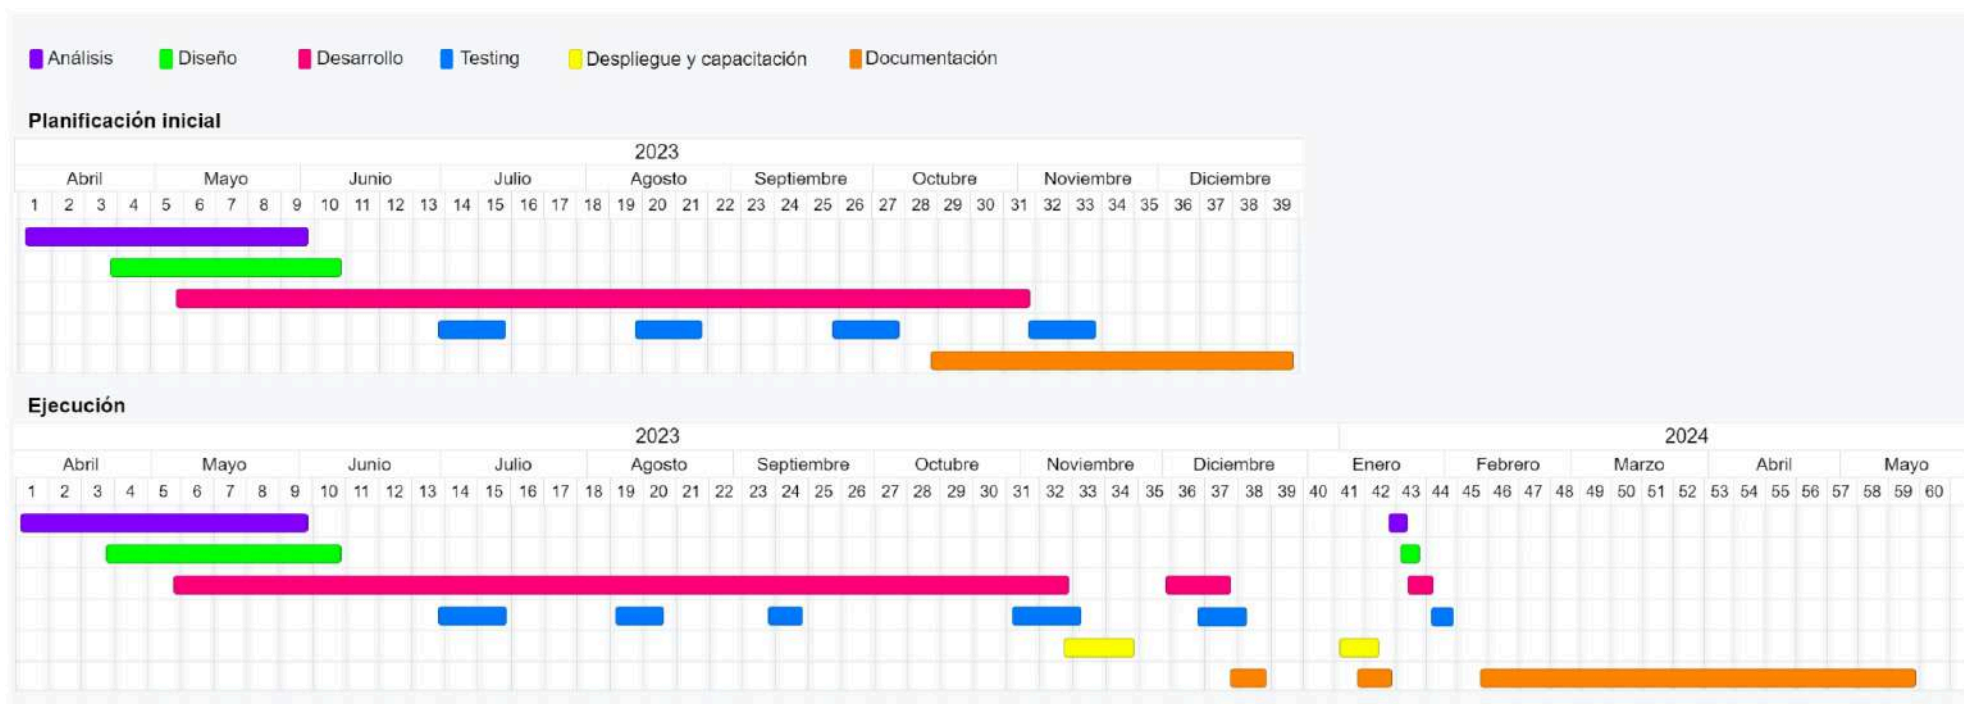 Análisis Diseño Desarrollo Testing Despliegue y capacitación Documentación
Planificación inicial
2023
Abril Mayo Junio Julio Agosto Septiembre Octubre Noviembre Diciembre
1 2 3 4 5 6 7 8 9 10 11 12 13 14 15 16 17 18 19 20 21 22 23 24 25 26 27 28 29 30 31 32 33 34 35 36 37 38 39
Ejecución
2023 2024
Abril Mayo Junio Julio Agosto Septiembre Octubre Noviembre Diciembre Enero Febrero Marzo Abril Mayo
1 2 3 4 5 6 7 8 9 10 11 12 13 14 15 16 17 18 19 20 21 22 23 24 25 26 27 28 29 30 31 32 33 34 35 36 37 38 39 40 41 42 43 44 45 46 47 48 49 50 51 52 53 54 55 56 57 58 59 60